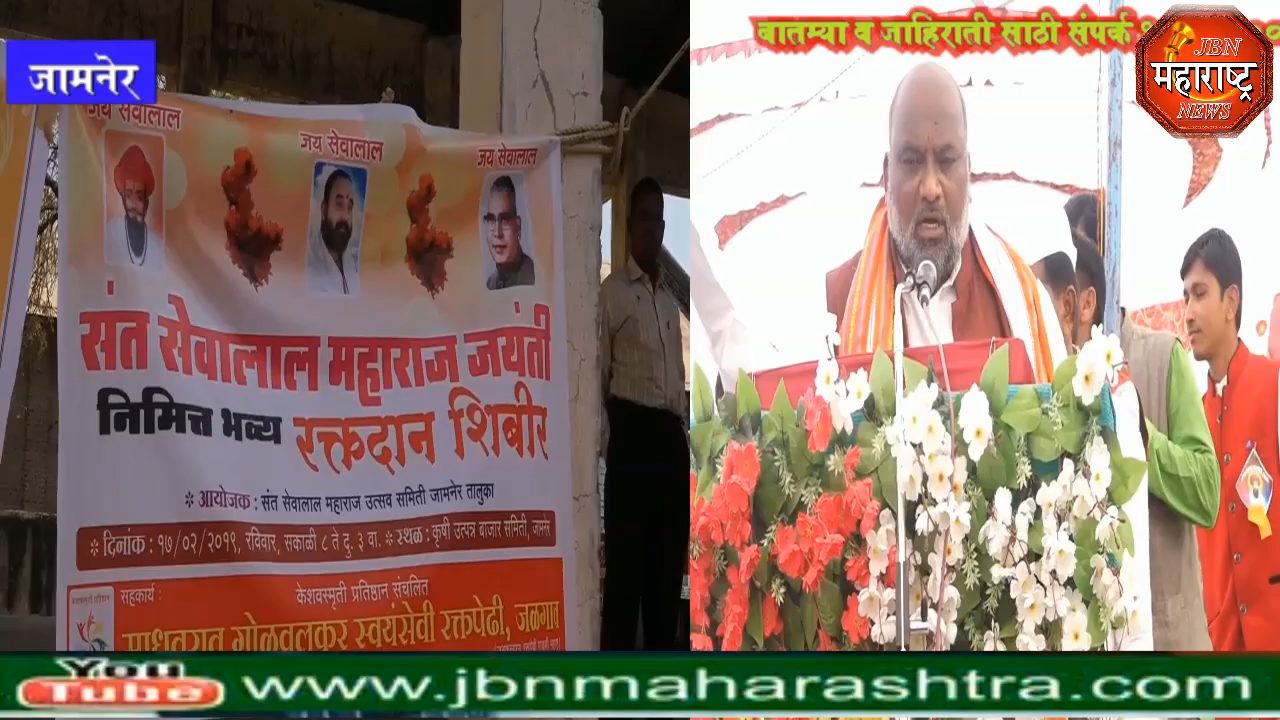 बातम्या व जाहिराती साठी संपर्क
JBN
महाराष्ट्र
NEWS
जामनेर
जय सेवालाल
जय सेवालाल
जय सेवालाल
संत सेवालाल महाराज जयंती
निमित्त भव्य रक्तदान शिबीर
* आयोजक : संत सेवालाल महाराज उत्सव समिती जामनेर तालुका
* दिनांक : १७/०२/२०१९, रविवार, सकाळी ८ ते दु. ३ वा. * स्थळ : कृषी उत्पन्न बाजार समिती, जामनेर
सहकार्य :
केशवस्मृती प्रतिष्ठान संचलित
माधवराव गोळवलकर स्वयंसेवी रक्तपेढी, जळगाव
You Tube www.jbnmaharashtra.com